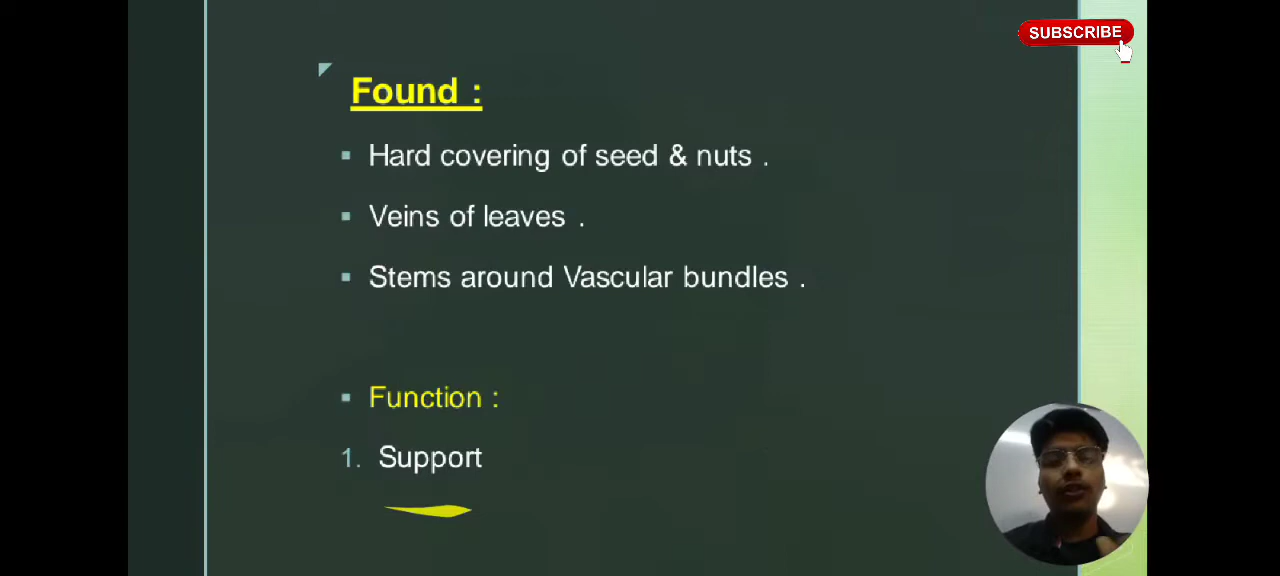 SUBSCRIBE
Found :
Hard covering of seed & nuts .
Veins of leaves .
Stems around Vascular bundles .
Function :
1. Support